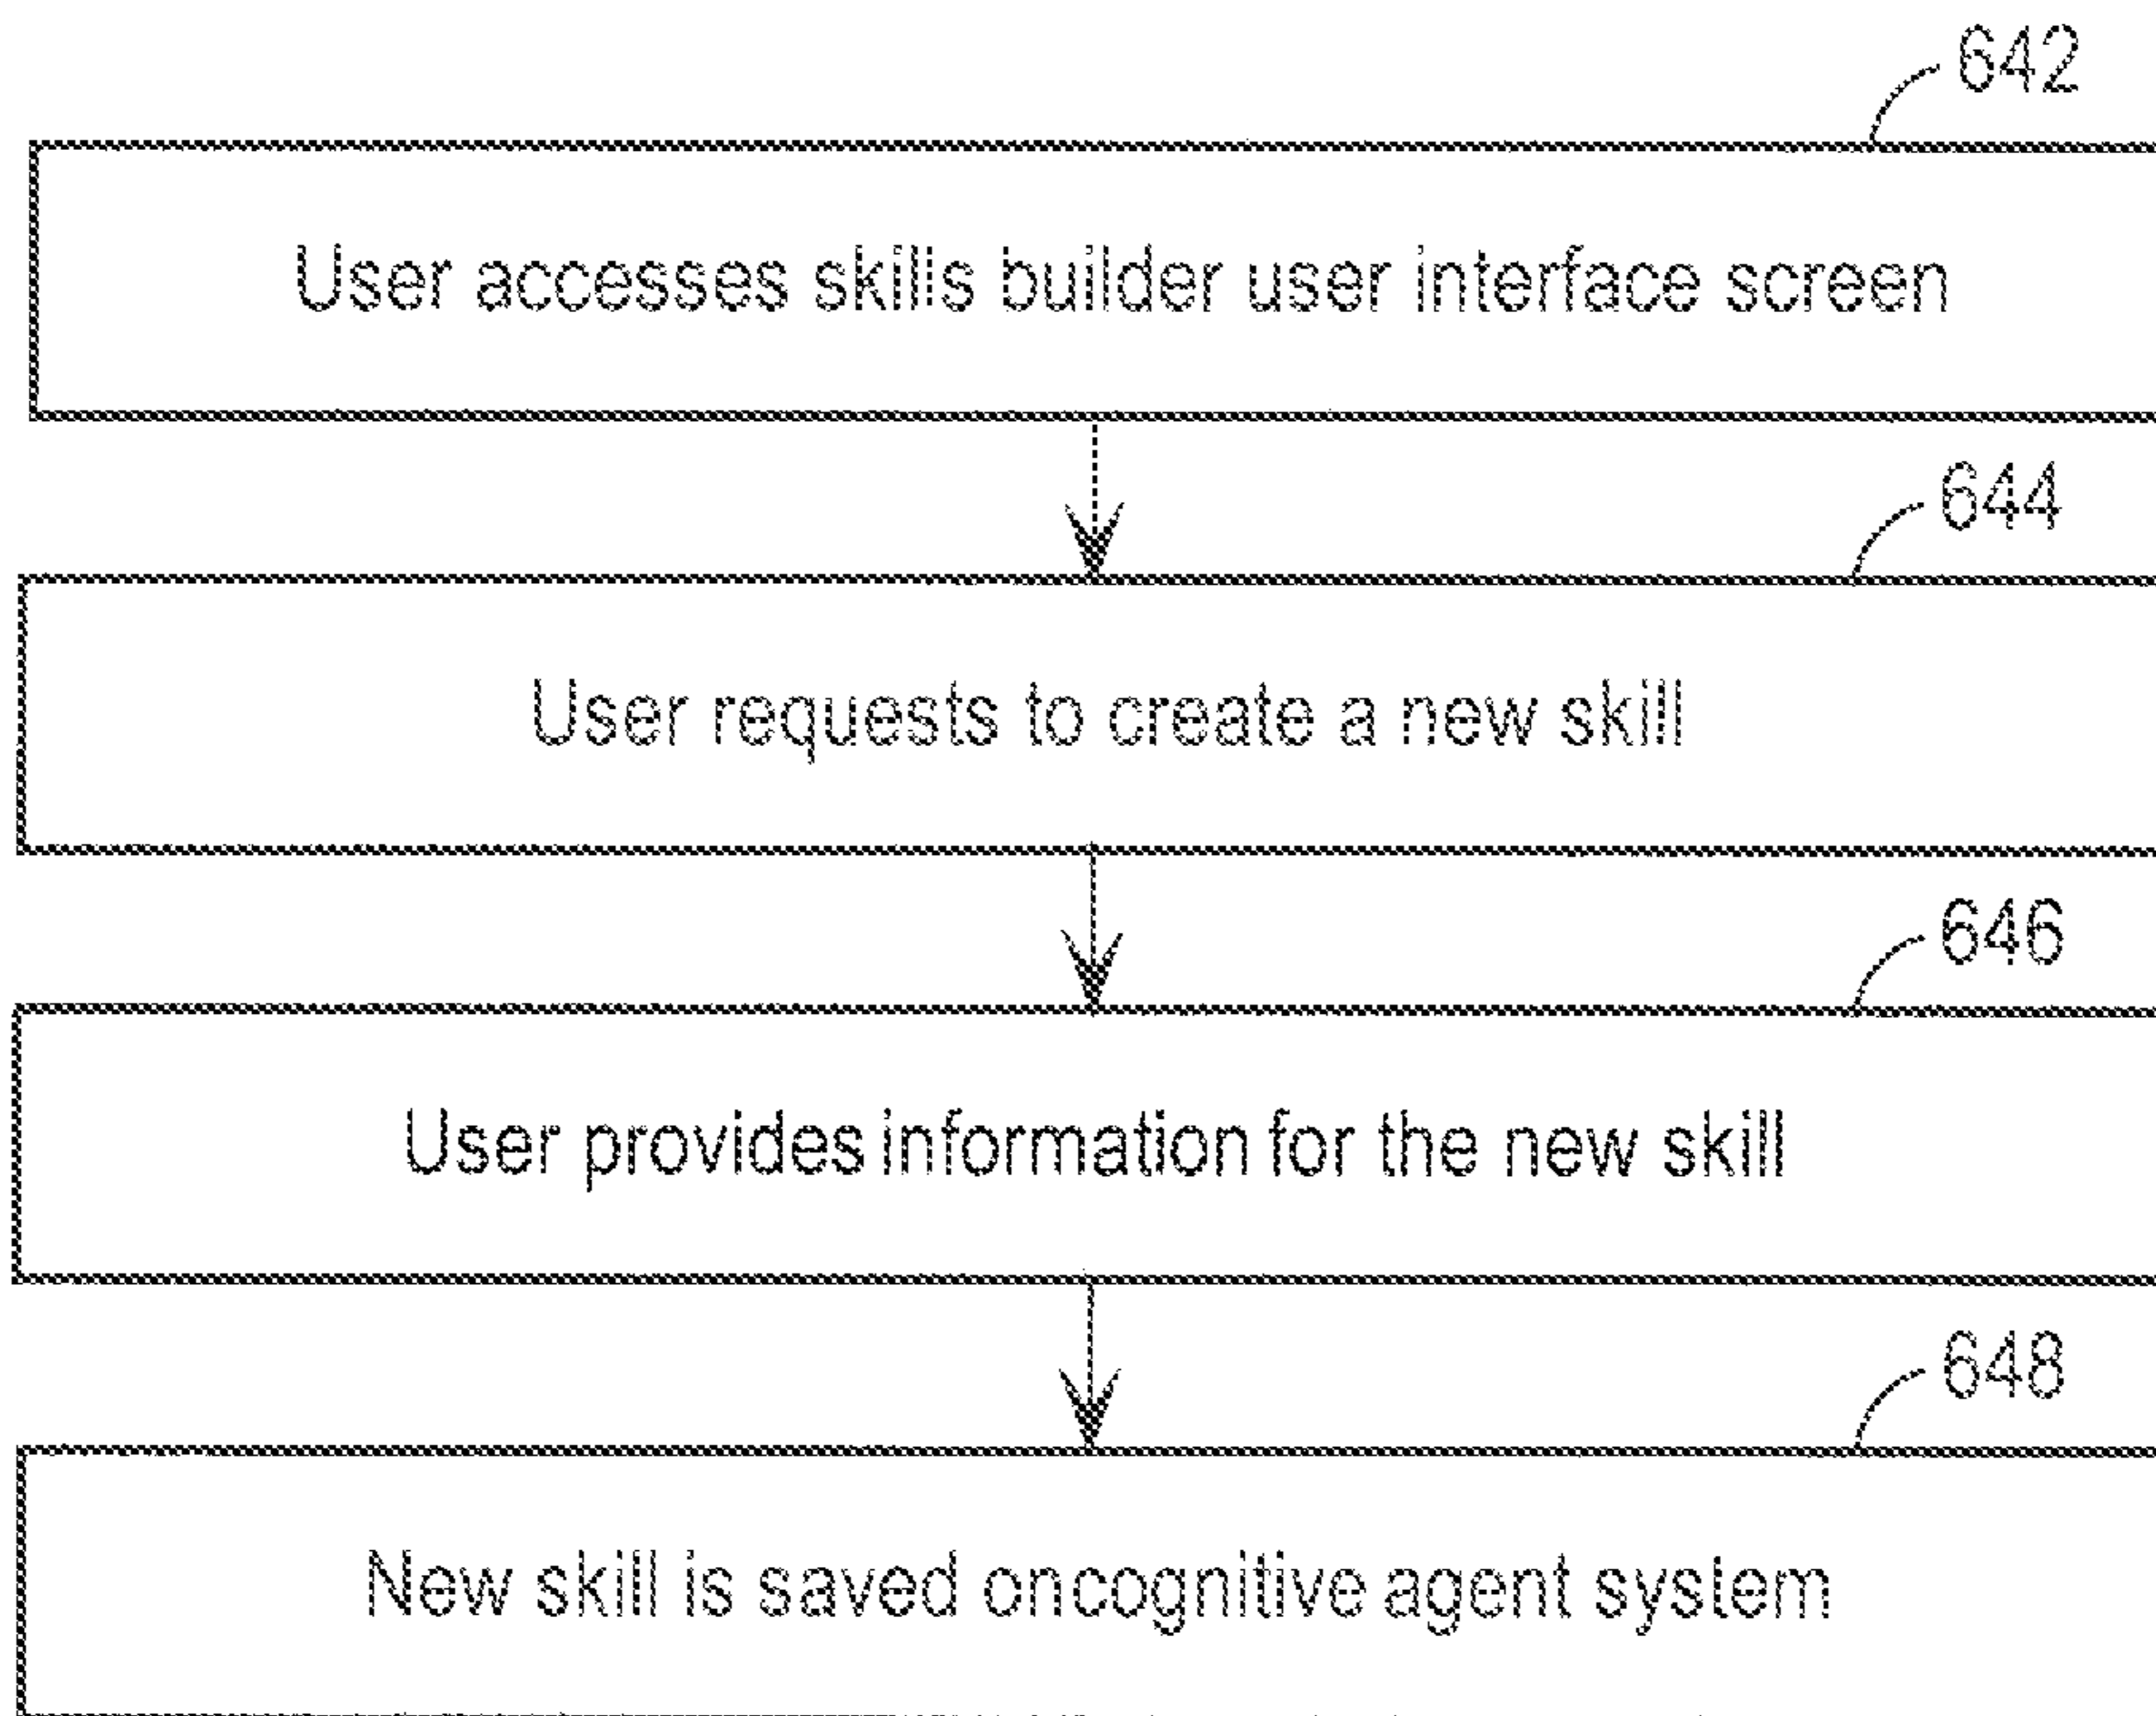 642
User accesses skills builder user interface screen
644
User requests to create a new skill
646
User provides information for the new skill
648
New skill is saved oncognitive agent system